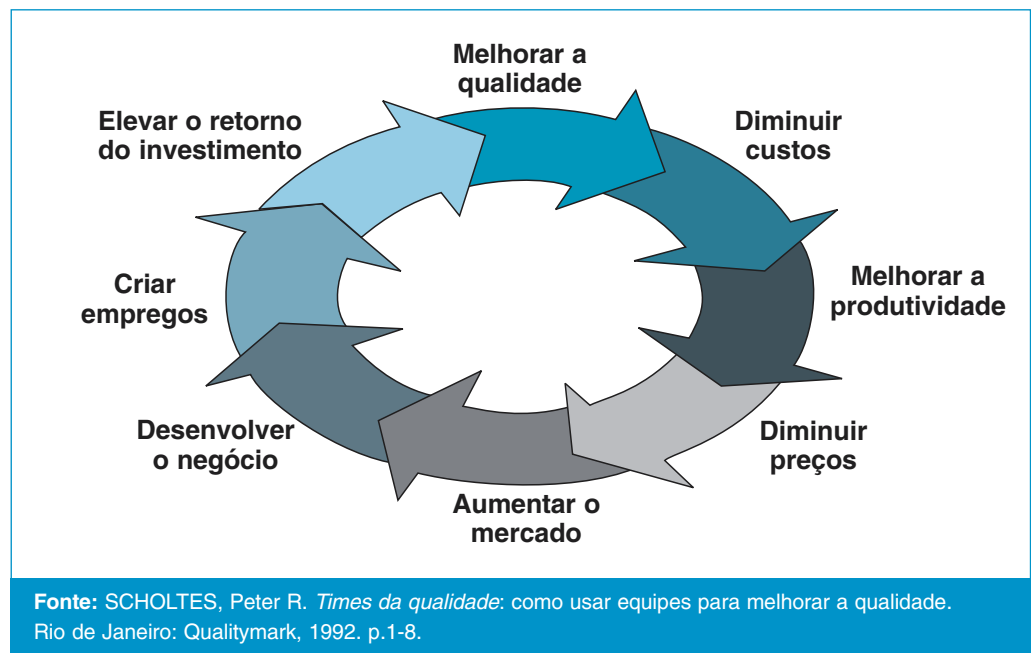 Melhorar a
qualidade
Diminuir
custos
Melhorar a
produtividade
Diminuir
preços
Aumentar o
mercado
Desenvolver
o negócio
Criar
empregos
Elevar o retorno
do investimento
Fonte: SCHOLTES, Peter R. Times da qualidade: como usar equipes para melhorar a qualidade.
Rio de Janeiro: Qualitymark, 1992. p.1-8.